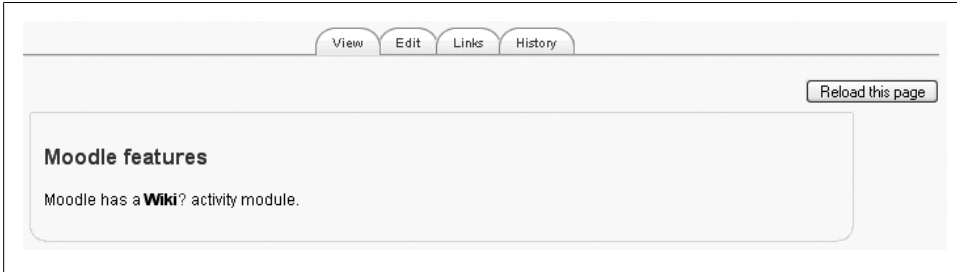 View Edit Links History
Reload this page
Moodle features
Moodle has a Wiki? activity module.